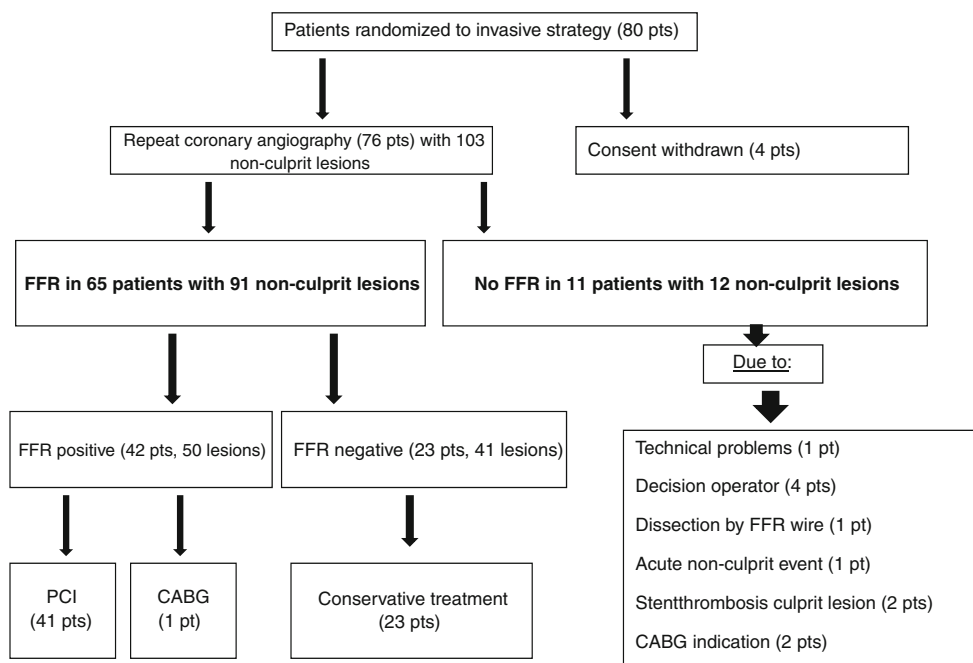 Patients randomized to invasive strategy (80 pts)
Repeat coronary angiography (76 pts) with 103
non-culprit lesions
Consent withdrawn (4 pts)
FFR in 65 patients with 91 non-culprit lesions
No FFR in 11 patients with 12 non-culprit lesions
Due to:
FFR positive (42 pts, 50 lesions)
FFR negative (23 pts, 41 lesions)
Technical problems (1 pt)
Decision operator (4 pts)
Dissection by FFR wire (1 pt)
Acute non-culprit event (1 pt)
Stentthrombosis culprit lesion (2 pts)
CABG indication (2 pts)
PCI
(41 pts)
CABG
(1 pt)
Conservative treatment
(23 pts)